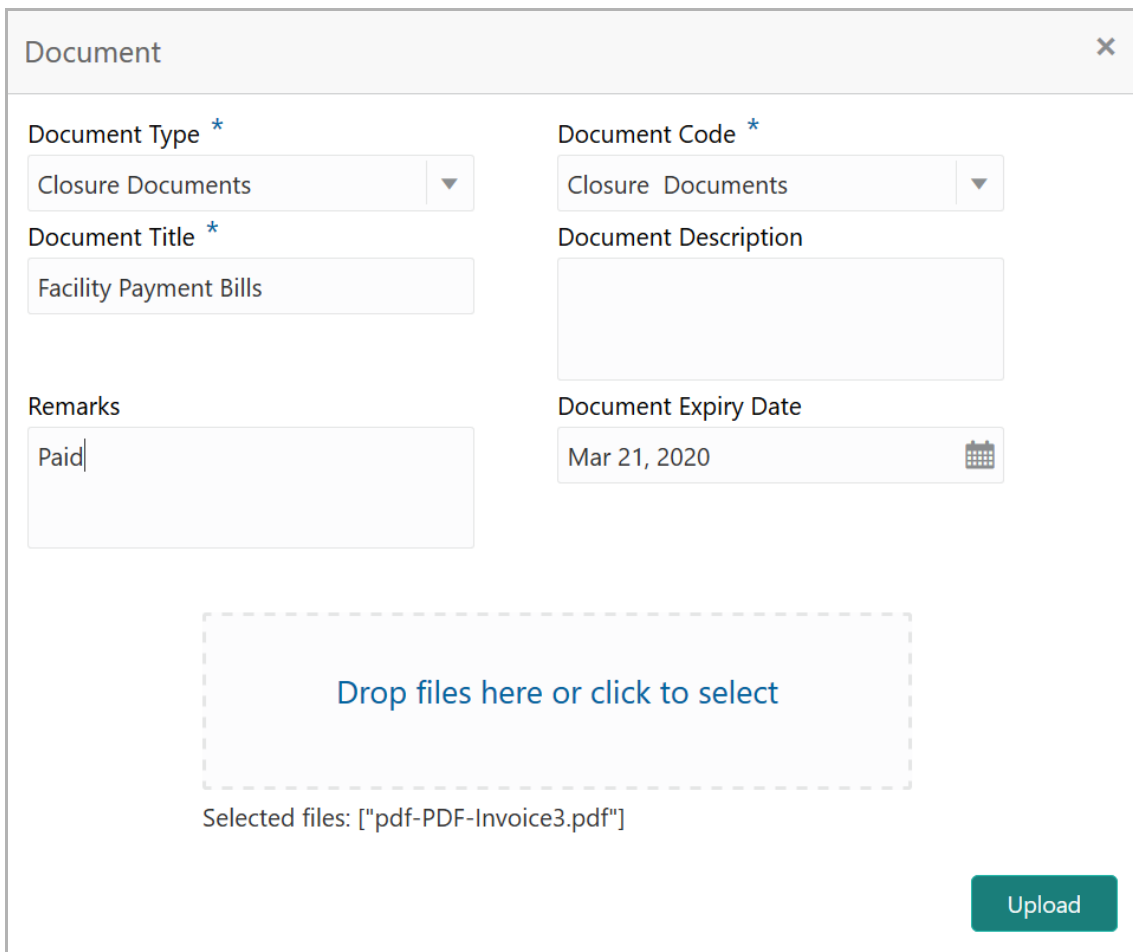 Document ×
Document Type * Document Code *
Closure Documents Closure  Documents
Document Title * Document Description
Facility Payment Bills
Remarks Document Expiry Date
Paid Mar 21, 2020
Drop files here or click to select
Selected files: ["pdf-PDF-Invoice3.pdf"]
Upload